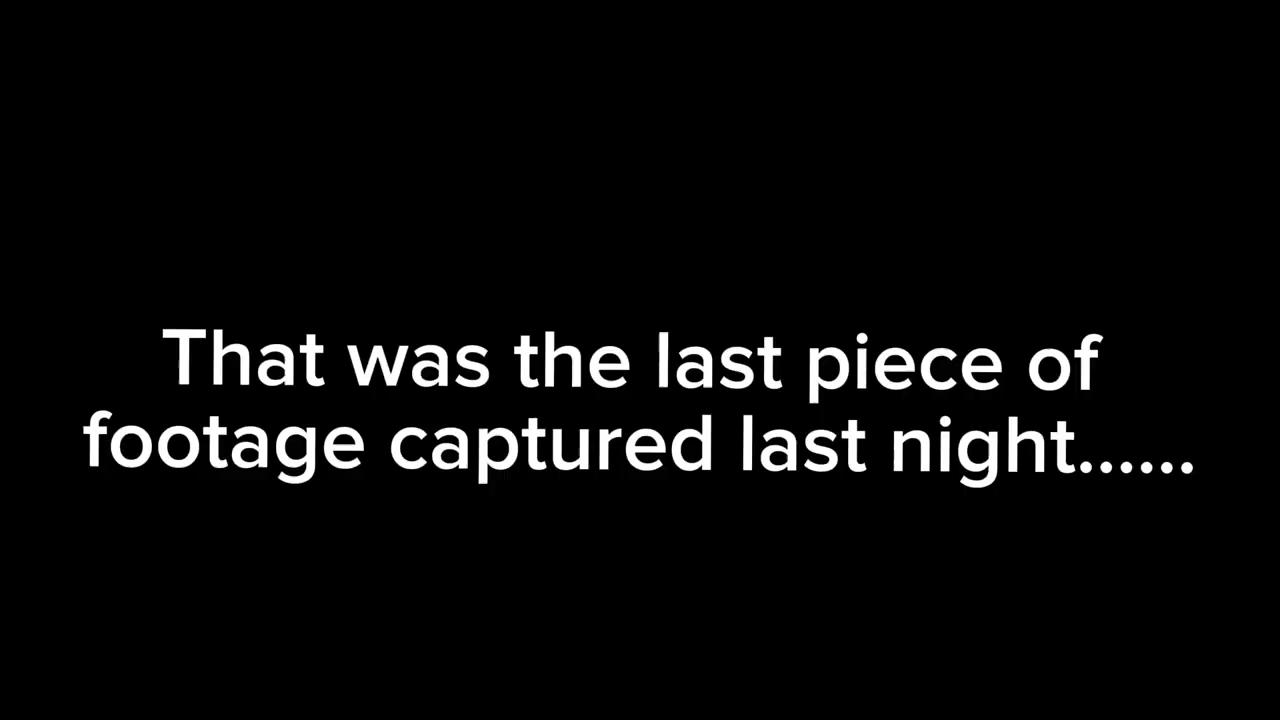 That was the last piece of
footage captured last night......